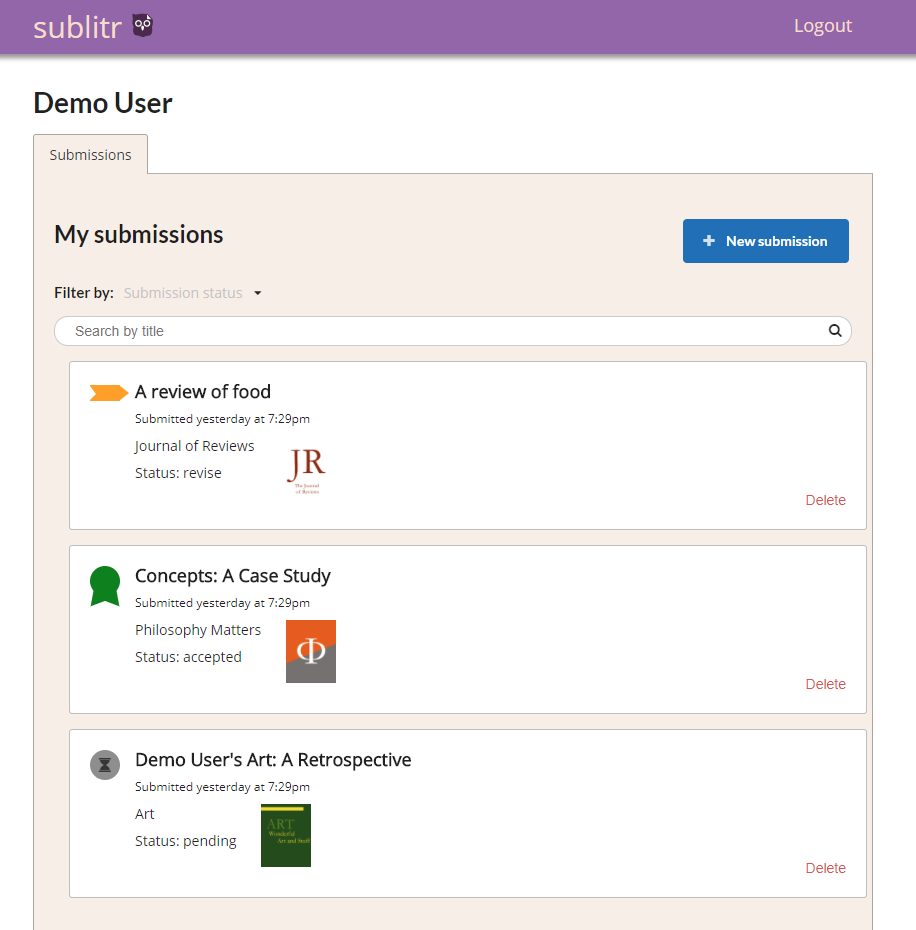 sublitr
Logout
Demo User
Submissions
My submissions
+ New submission
Filter by: Submission status
Search by title
A review of food
Submitted yesterday at 7:29pm
Journal of Reviews
Status: revise
JR
The Journal
of Reviews
Delete
Concepts: A Case Study
Submitted yesterday at 7:29pm
Philosophy Matters
Status: accepted
Φ
Delete
Demo User's Art: A Retrospective
Submitted yesterday at 7:29pm
Art
Status: pending
ART
Wonderful
Art and Stuff
Delete